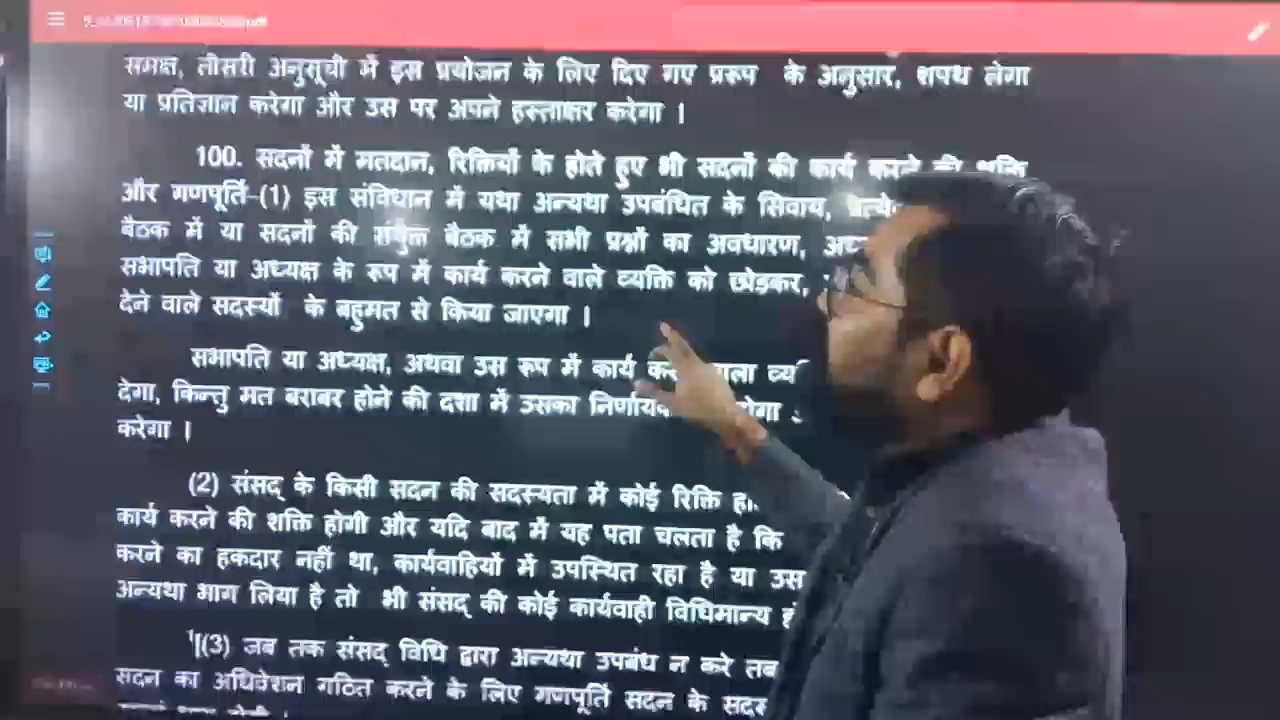 समक्ष, तीसरी अनुसूची में इस प्रयोजन के लिए दिए गए प्ररूप के अनुसार, शपथ लेगा
या प्रतिज्ञान करेगा और उस पर अपने हस्ताक्षर करेगा ।
100. सदनों में मतदान, रिक्तियों के होते हुए भी सदनों की कार्य करने की शक्ति
और गणपूर्ति-(1) इस संविधान में यथा अन्यथा उपबंधित के सिवाय,
बैठक में या सदनों की संयुक्त बैठक में सभी प्रश्नों का अवधारण,
सभापति या अध्यक्ष के रूप में कार्य करने वाले व्यक्ति को छोडकर,
देने वाले सदस्यों के बहुमत से किया जाएगा ।
सभापति या अध्यक्ष, अथवा उस रूप में कार्य
देगा, किन्तु मत बराबर होने की दशा में उसका
करेगा ।
(2) संसद् के किसी सदन की सदस्यता में कोई रिक्ति
कार्य करने की शक्ति होगी और यदि बाद में यह पता चलता है कि
करने का हकदार नहीं था, कार्यवाहियों में उपस्थित रहा है या उस
अन्यथा भाग लिया है तो भी संसद् की कोई कार्यवाही विधिमान्य
¹[(3) जब तक संसद् विधि द्वारा अन्यथा उपबंध न करे तब
सदन का अधिवेशन गठित करने के लिए गणपूर्ति सदन के